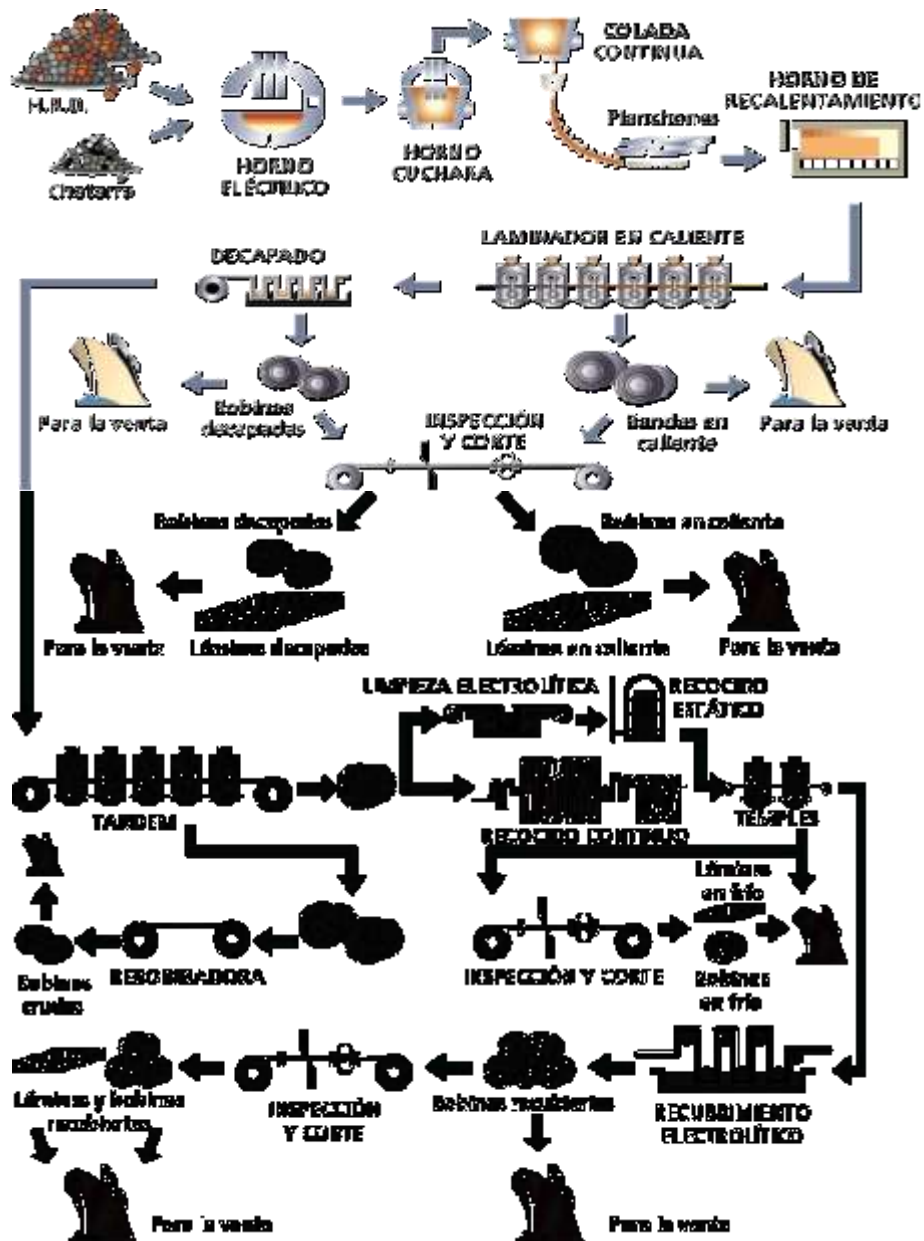 COLADA
CONTINUA
HORNO DE
RECALENTAMIENTO
H.R.D.
Planchones
HORNO
ELÉCTRICO
HORNO
CUCHARA
Chatarra
LAMINADOR EN CALIENTE
DECAPADO
Para la venta
Bobinas
decapadas
INSPECCIÓN
Y CORTE
Bandas en
caliente
Para la venta
Bobinas decapadas
Bobinas en caliente
Para la venta
Láminas decapadas
Láminas en caliente
Para la venta
LIMPIEZA ELECTROLÍTICA
RECOCIDO
ESTÁTICO
TANDEM
RECOCIDO CONTINUO
TEMPLES
Láminas
en frío
Bobinas
crudas
REBOBINADORA
INSPECCIÓN Y CORTE
Bobinas
en frío
Láminas y bobinas
recubiertas
INSPECCIÓN
Y CORTE
Bobinas recubiertas
RECUBRIMIENTO
ELECTROLÍTICO
Para la venta
Para la venta